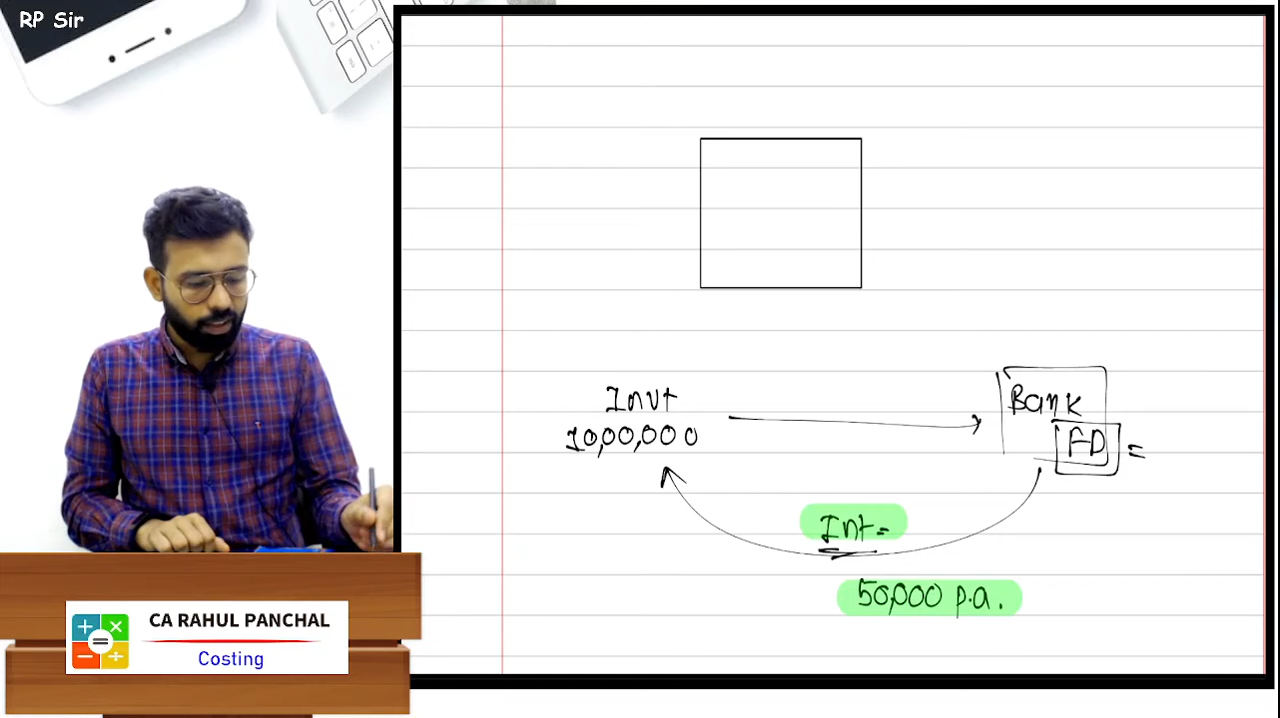 RP Sir
Invt
10,00,000
Bank
FD =
Int=
50,000 p.a.
CA RAHUL PANCHAL
Costing